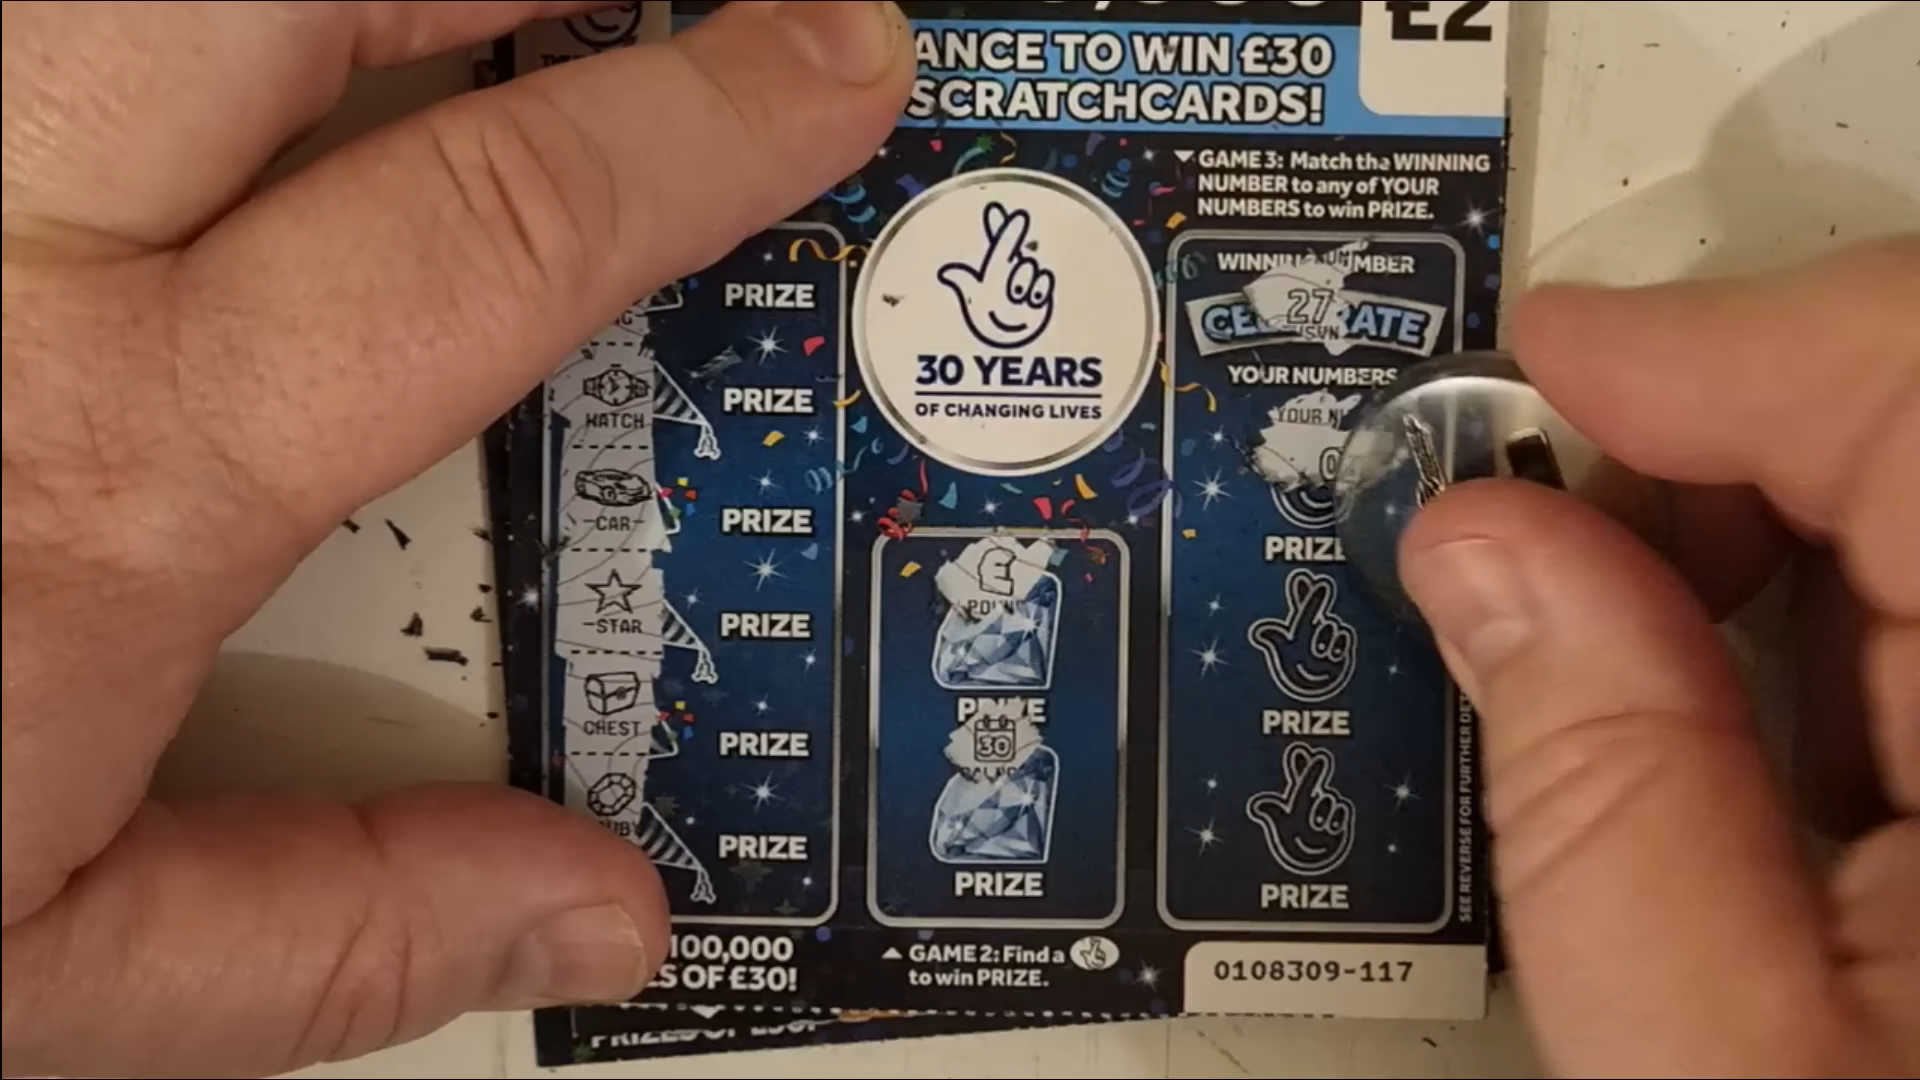 £2
ANCE TO WIN £30
SCRATCHCARDS!
GAME 3: Match the WINNING
NUMBER to any of YOUR
NUMBERS to win PRIZE.
PRIZE
WATCH
PRIZE
-CAR-
PRIZE
-STAR
PRIZE
CHEST
PRIZE
PRIZE
30 YEARS
OF CHANGING LIVES
£
PRIZE
30
PRIZE
27
YOUR NUMBERS
YOUR
0
PRIZE
PRIZE
PRIZE
100,000
OF £30!
GAME 2: Find a
to win PRIZE.
0108309-117
SEE REVERSE FOR FURTHER